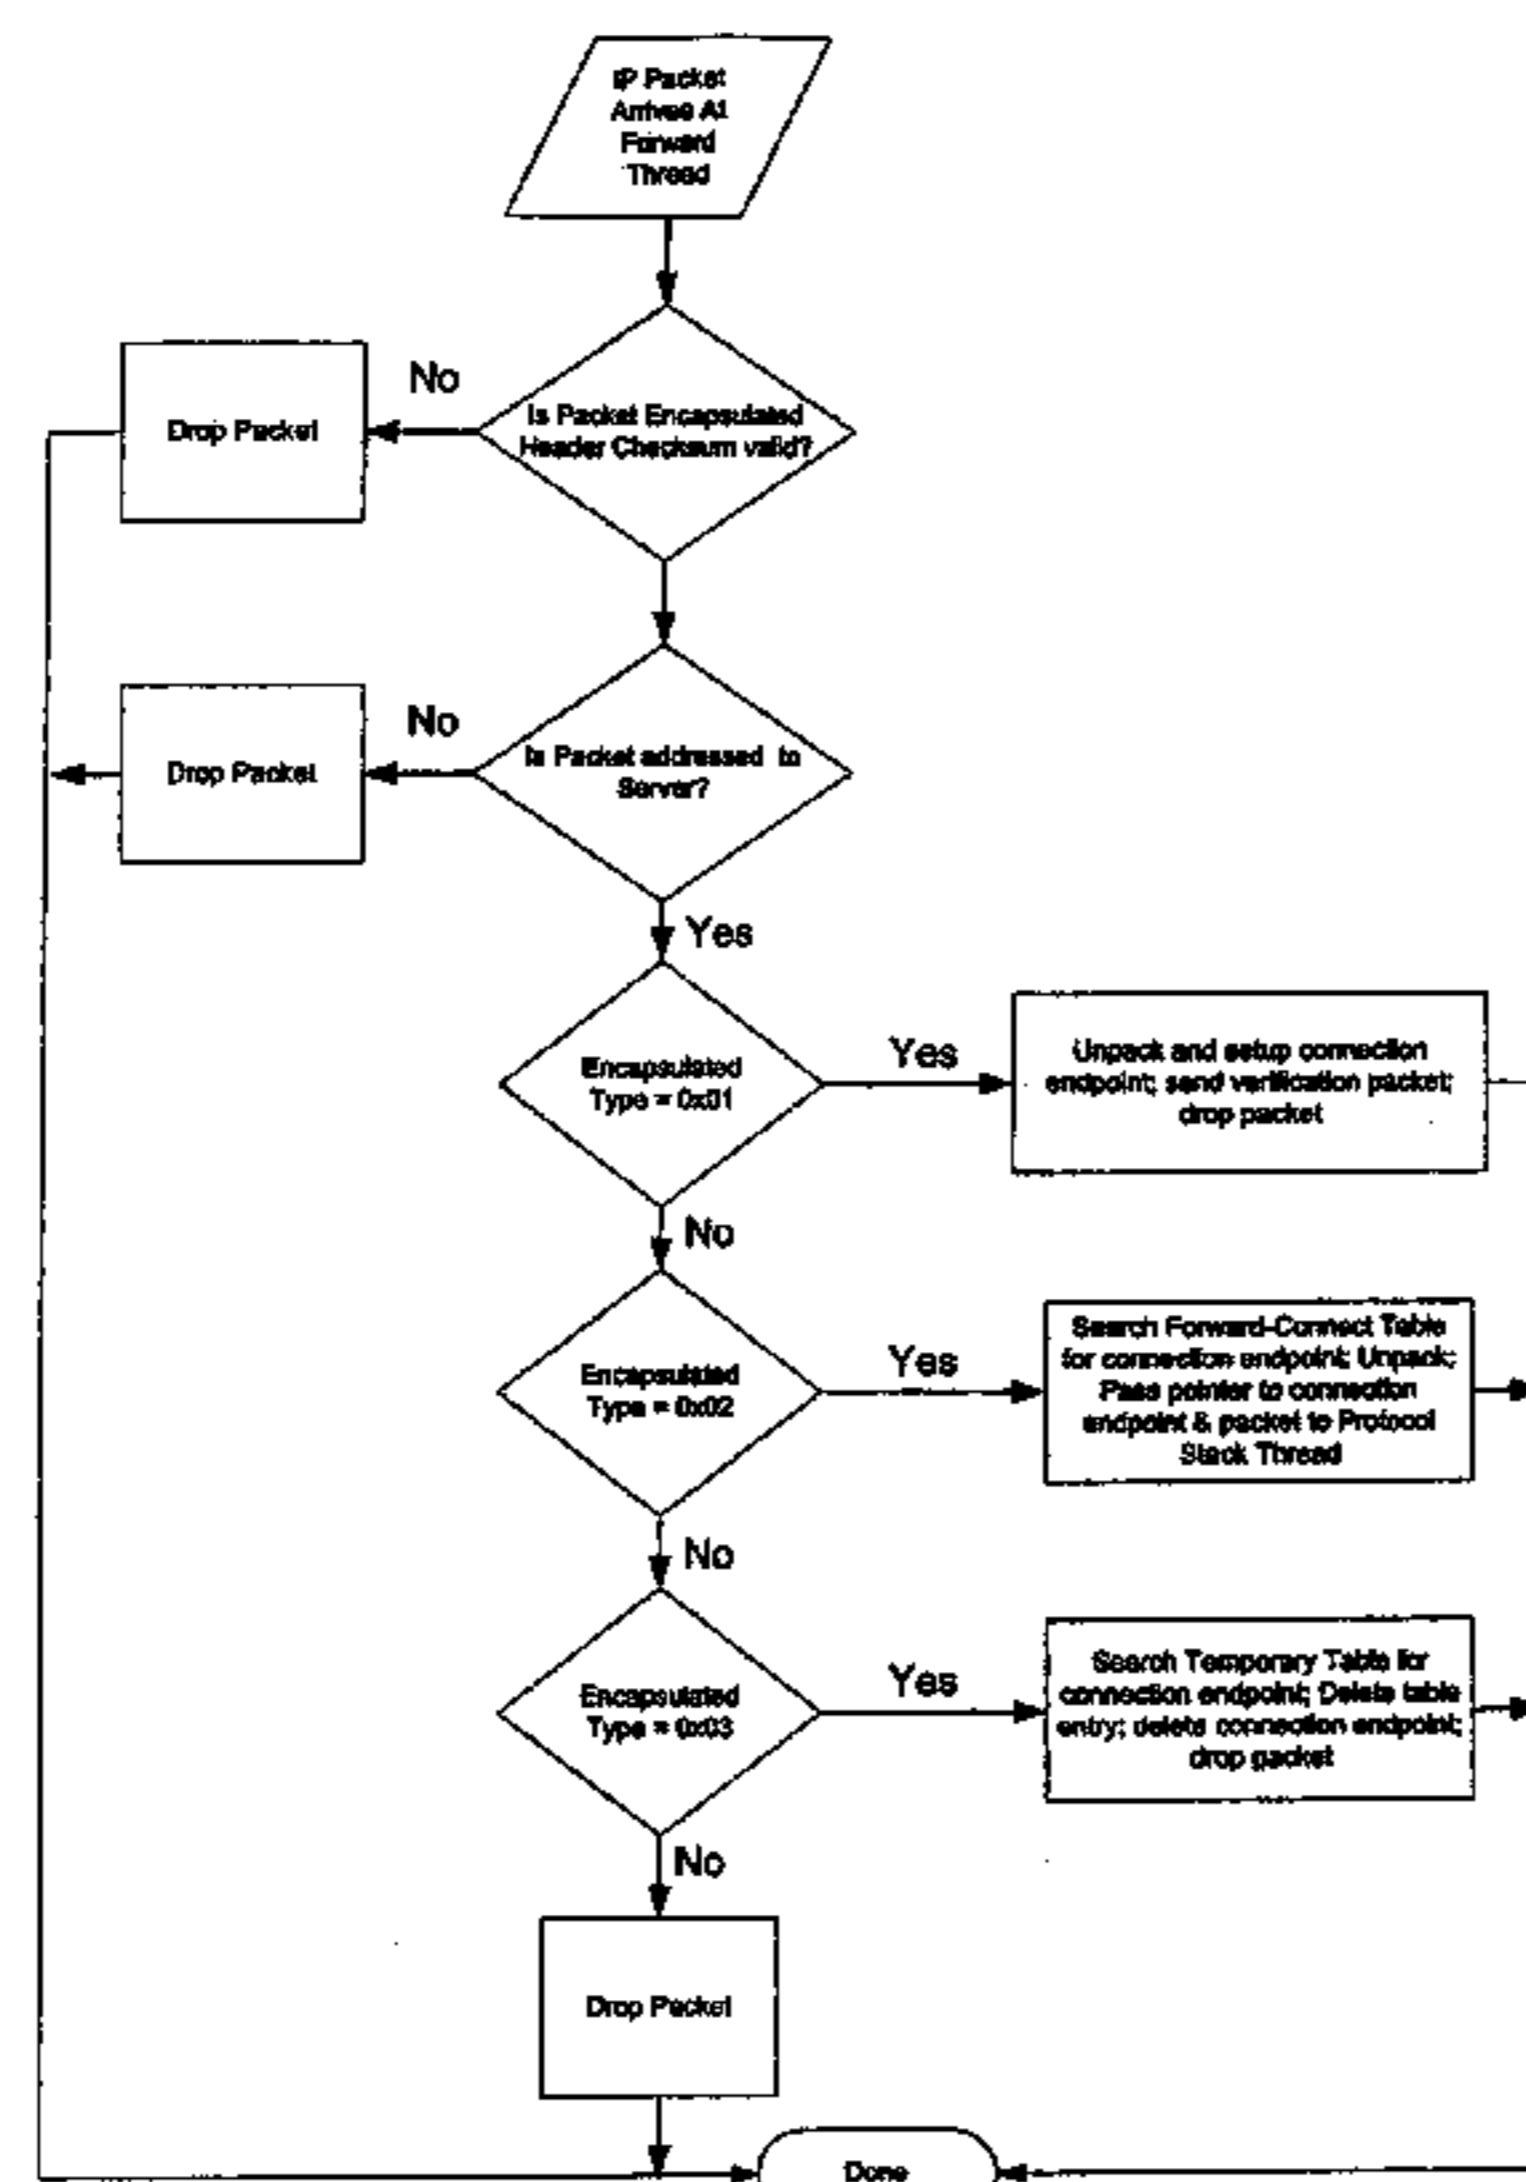 IP Packet
Arrives At
Forward
Thread
No
Drop Packet
Is Packet Encapsulated
Header Checksum valid?
No
Drop Packet
Is Packet addressed to
Server?
Yes
Encapsulated
Type = 0x01
Yes
Unpack and setup connection
endpoint; send verification packet;
drop packet
No
Encapsulated
Type = 0x02
Yes
Search Forward-Connect Table
for connection endpoint; Unpack;
Pass pointer to connection
endpoint & packet to Protocol
Stack Thread
No
Encapsulated
Type = 0x03
Yes
Search Temporary Table for
connection endpoint; Delete table
entry; delete connection endpoint;
drop packet
No
Drop Packet
Done